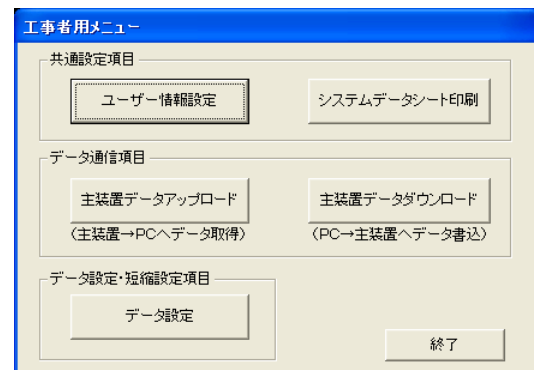 工事者用メニュー
共通設定項目
ユーザー情報設定
システムデータシート印刷
データ通信項目
主装置データアップロード
主装置データダウンロード
(主装置→PCへデータ取得)
(PC→主装置へデータ書込)
データ設定・短縮設定項目
データ設定
終了